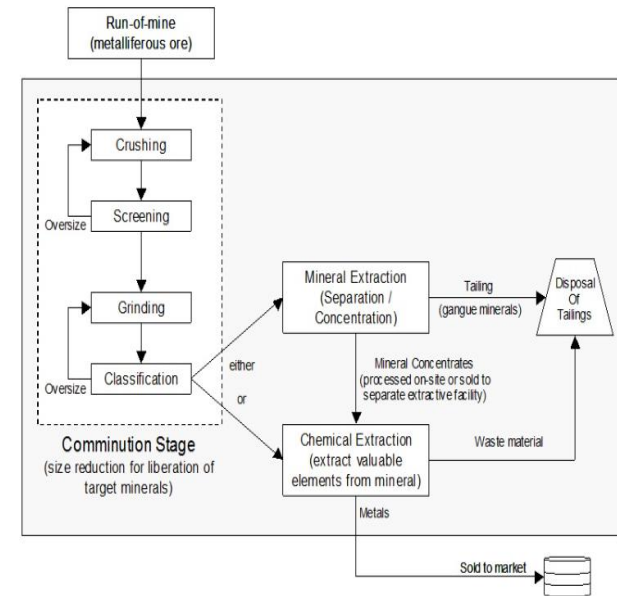 Run-of-mine
(metalliferous ore)
Crushing
Oversize
Screening
Grinding
Oversize
Classification
Comminution Stage
(size reduction for liberation of
target minerals)
either
or
Mineral Extraction
(Separation /
Concentration)
Tailing
(gangue minerals)
Disposal
Of
Tailings
Mineral Concentrates
(processed on-site or sold to
separate extractive facility)
Chemical Extraction
(extract valuable
elements from mineral)
Waste material
Metals
Sold to market